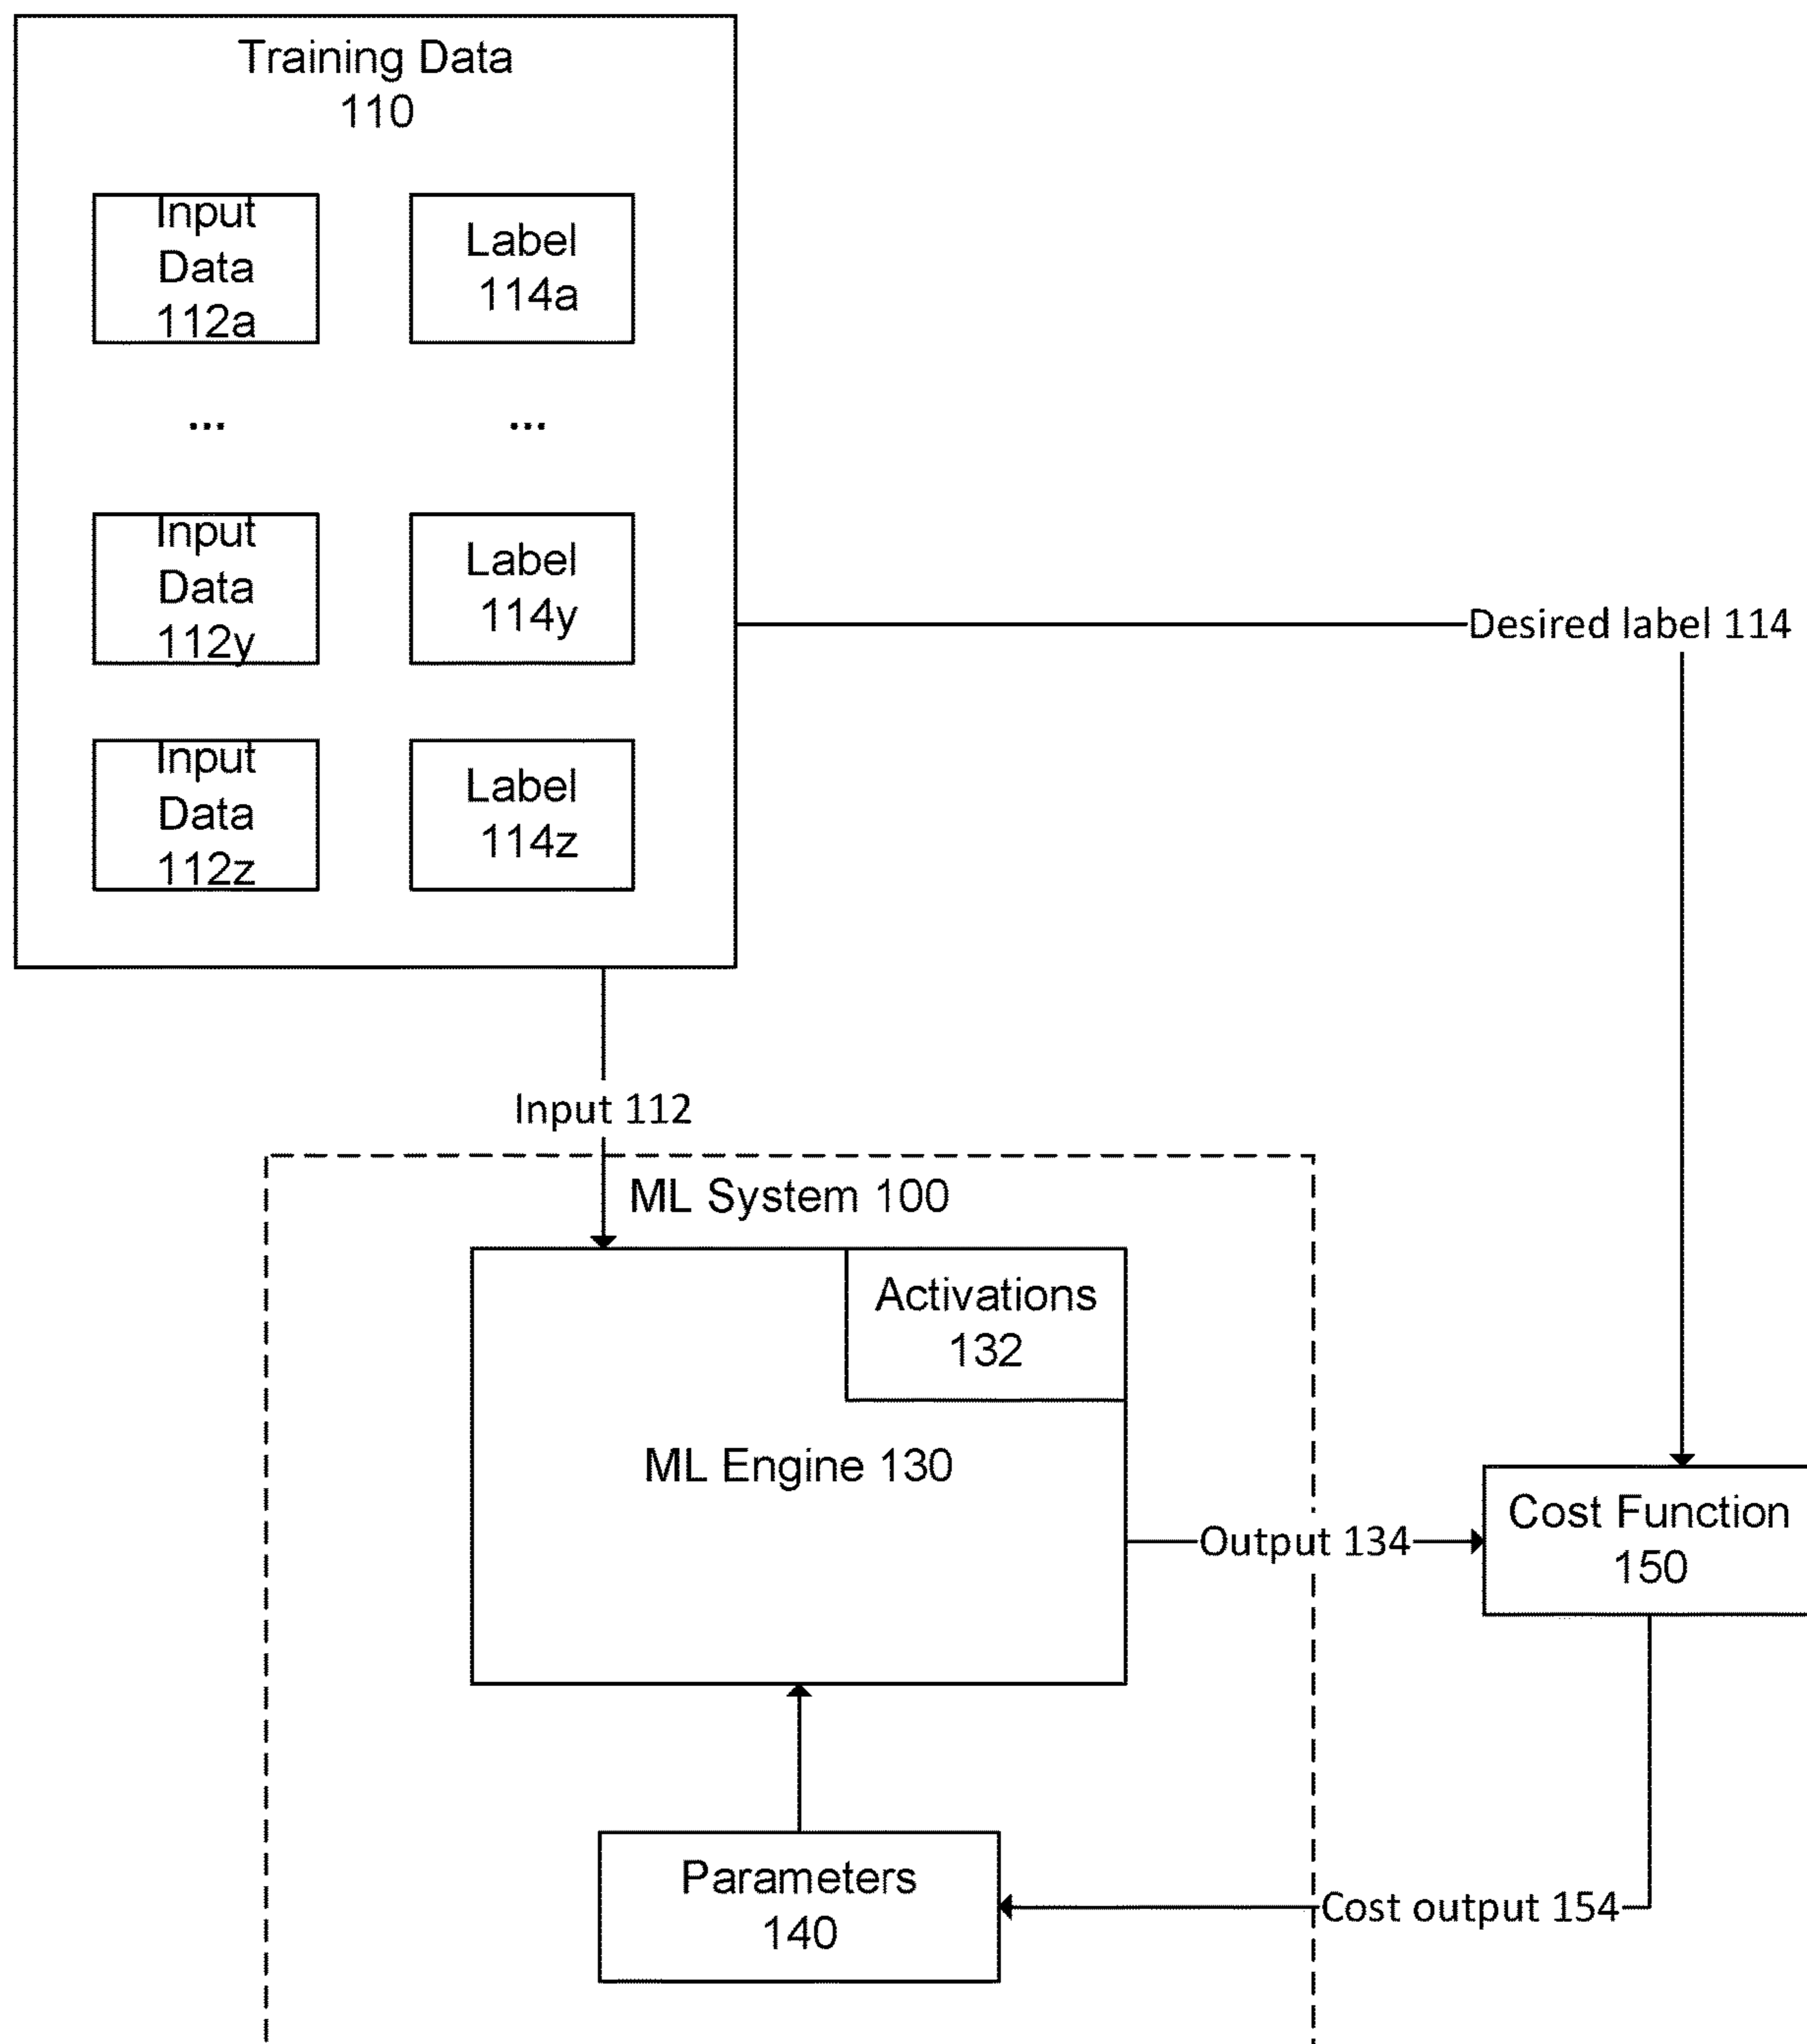 Training Data
110
Input
Data
112a
Label
114a
...
...
Input
Data
112y
Label
114y
Desired label 114
Input
Data
112z
Label
114z
Input 112
ML System 100
Activations
132
ML Engine 130
Output 134
Cost Function
150
Parameters
140
Cost output 154